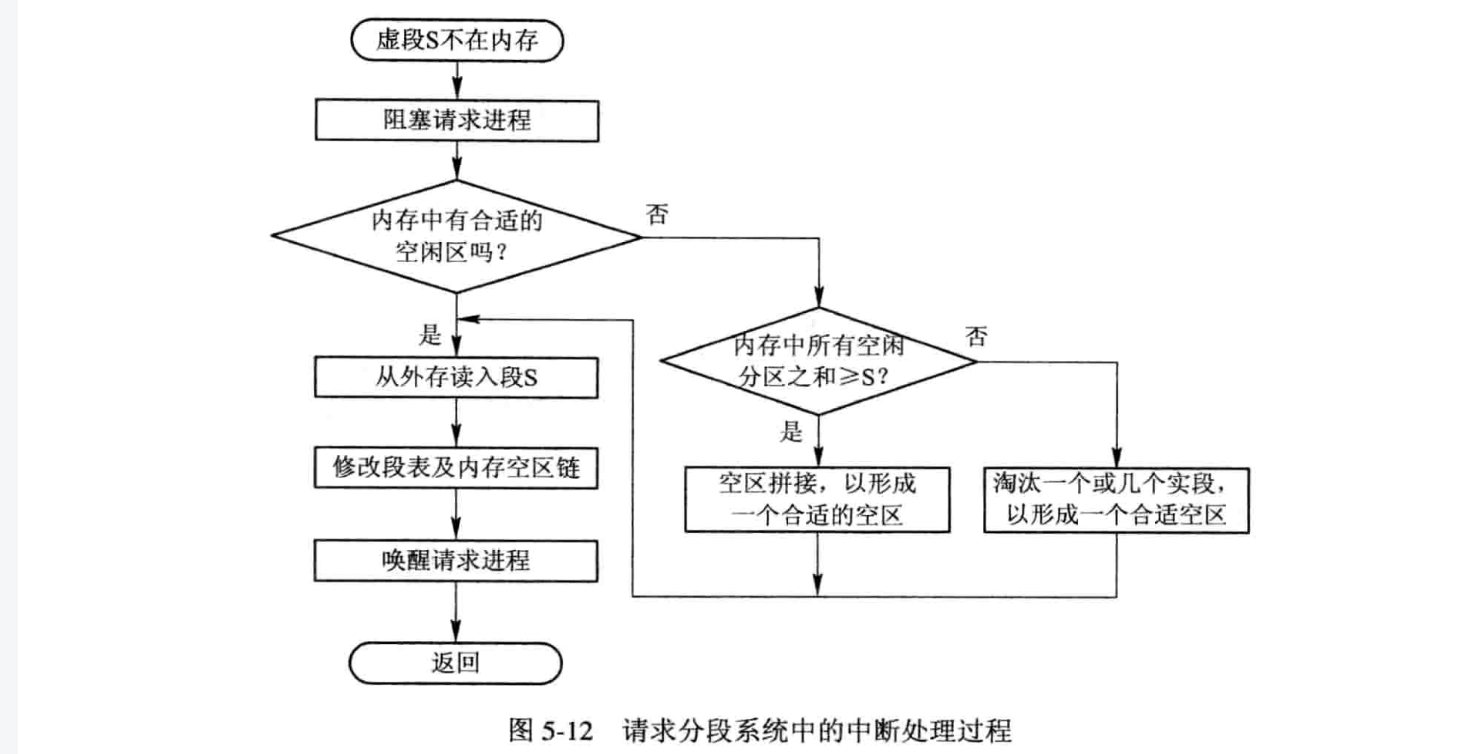 虚段S不在内存
阻塞请求进程
内存中有合适的
空闲区吗？
否
是
从外存读入段S
修改段表及内存空区链
唤醒请求进程
返回
内存中所有空闲
分区之和≥S？
否
是
空区拼接，以形成
一个合适的空区
淘汰一个或几个实段，
以形成一个合适空区
图 5-12 请求分段系统中的中断处理过程